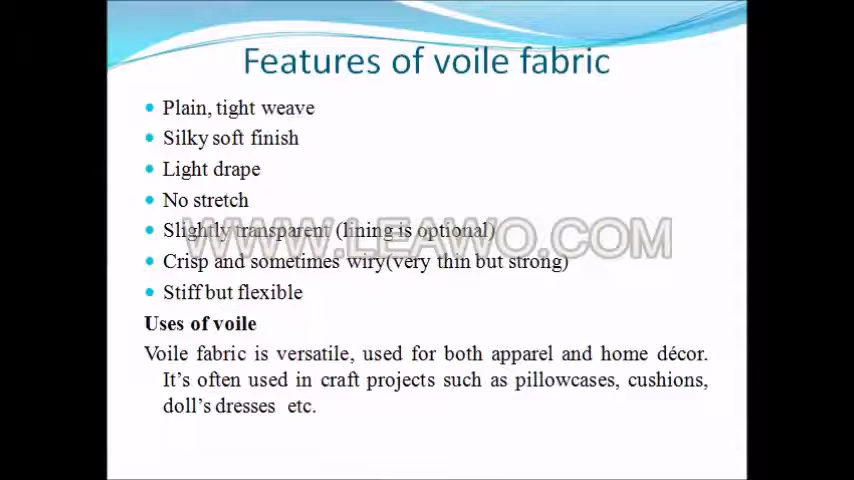 Features of voile fabric
Plain, tight weave
Silky soft finish
Light drape
No stretch
Slightly transparent (lining is optional)
WWW.LEAWO.COM
Crisp and sometimes wiry(very thin but strong)
Stiff but flexible
Uses of voile
Voile fabric is versatile, used for both apparel and home décor.
It's often used in craft projects such as pillowcases, cushions,
doll's dresses etc.